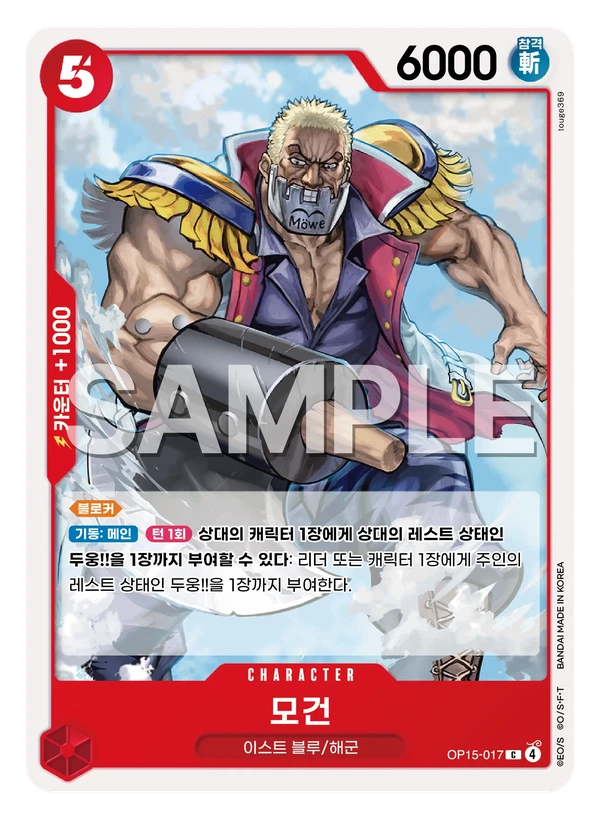 5
6000
참격
斬
touge369
Möwe
⚡카운터 +1000
SAMPLE
블로커
기동: 메인 턴 1회 상대의 캐릭터 1장에게 상대의 레스트 상태인
두웅!!을 1장까지 부여할 수 있다: 리더 또는 캐릭터 1장에게 주인의
레스트 상태인 두웅!!을 1장까지 부여한다.
CHARACTER
모건
이스트 블루/해군
OP15-017 C 4
©EO/S ©O/S·F·T BANDAI MADE IN KOREA